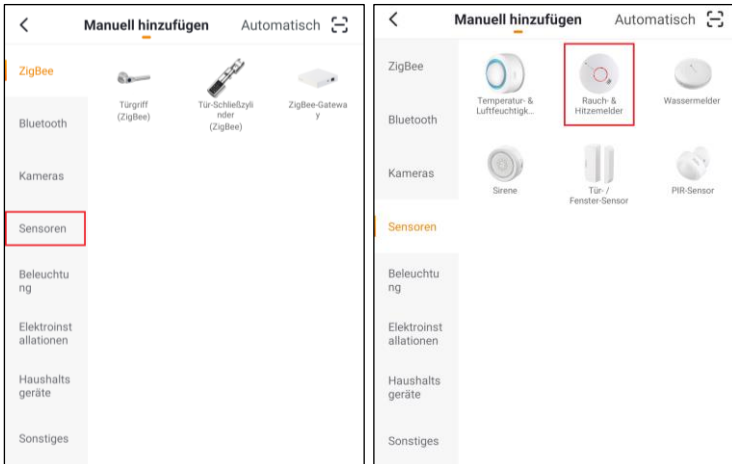 Manuell hinzufügen Automatisch
ZigBee
Türgriff
(ZigBee)
Tür-Schließzyli
nder
(ZigBee)
ZigBee-Gatewa
y
Bluetooth
Kameras
Sensoren
Beleuchtu
ng
Elektroinst
allationen
Haushalts
geräte
Sonstiges
Manuell hinzufügen Automatisch
ZigBee
Temperatur- &
Luftfeuchtigk...
Rauch- &
Hitzemelder
Wassermelder
Bluetooth
Kameras
Sirene
Tür- /
Fenster-Sensor
PIR-Sensor
Sensoren
Beleuchtu
ng
Elektroinst
allationen
Haushalts
geräte
Sonstiges